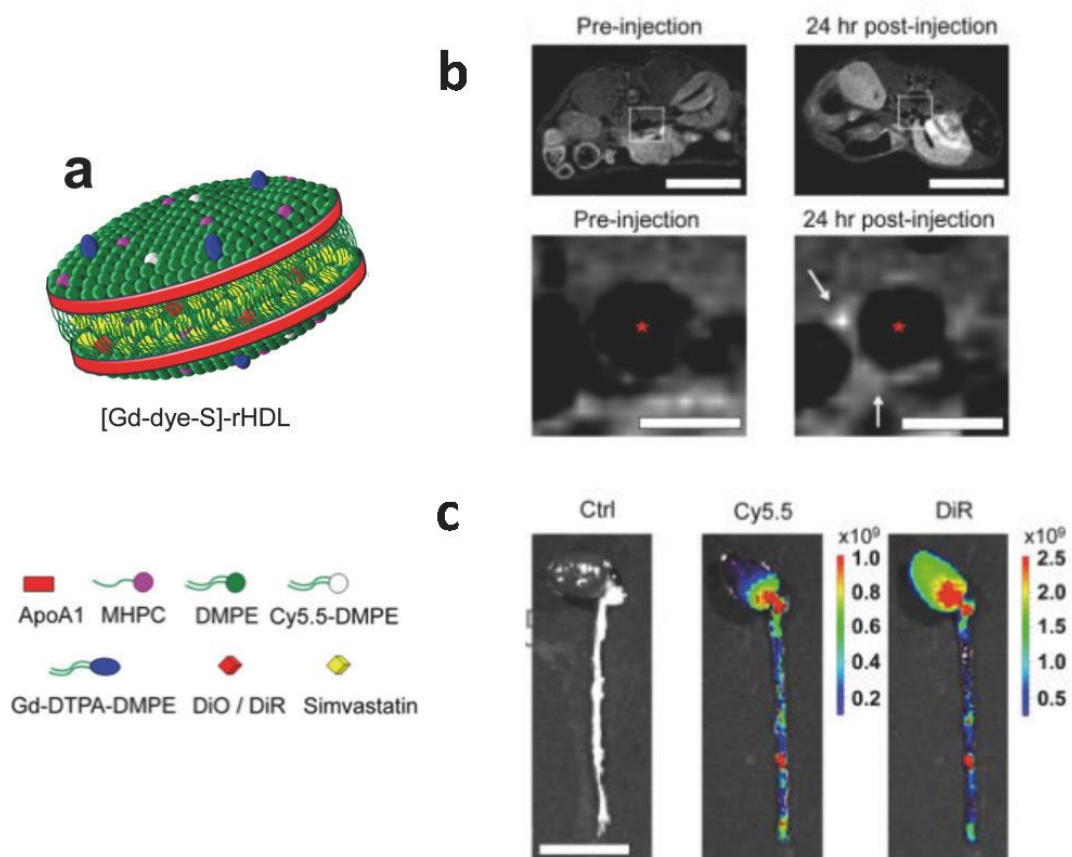 a
[Gd-dye-S]-rHDL
ApoA1 MHPC DMPE Cy5.5-DMPE
Gd-DTPA-DMPE DiO / DiR Simvastatin
b
Pre-injection 24 hr post-injection
Pre-injection 24 hr post-injection
*
*
c
Ctrl Cy5.5 DiR
x10⁹ x10⁹
1.0 2.5
0.8 2.0
0.6 1.5
0.4 1.0
0.2 0.5